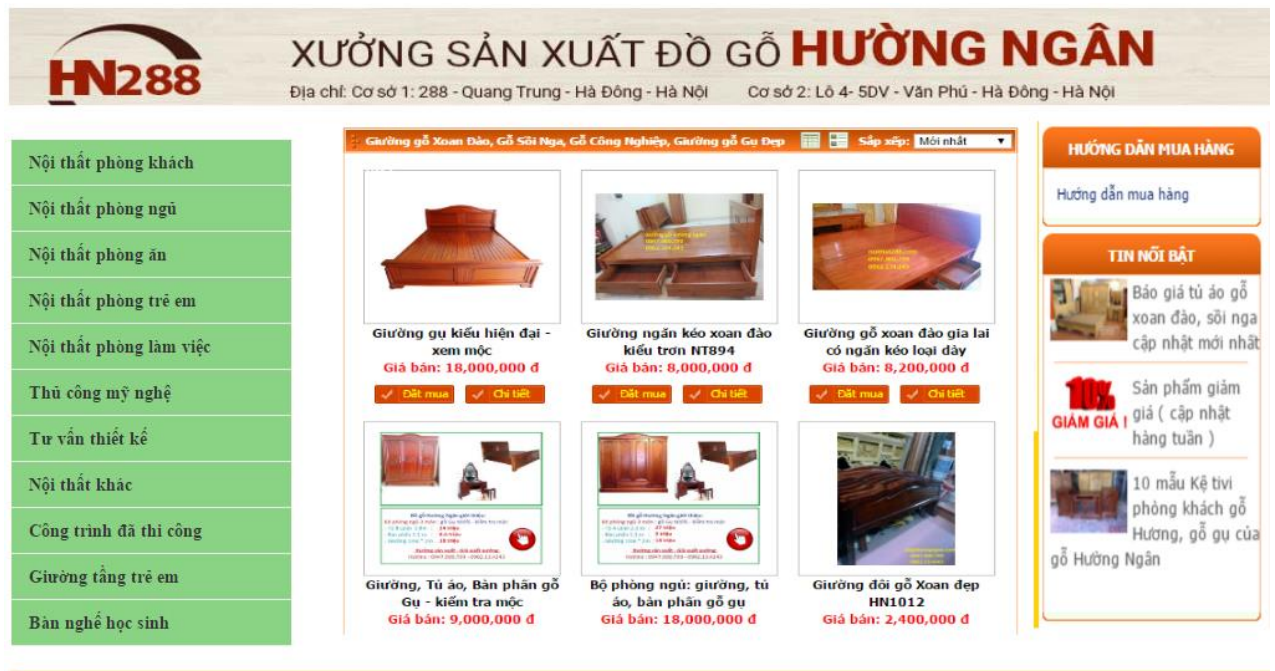 HN288
XƯỞNG SẢN XUẤT ĐỒ GỖ HƯỜNG NGÂN
Địa chỉ: Cơ sở 1: 288 - Quang Trung - Hà Đông - Hà Nội Cơ sở 2: Lô 4- 5DV - Văn Phú - Hà Đông - Hà Nội
Nội thất phòng khách
Nội thất phòng ngủ
Nội thất phòng ăn
Nội thất phòng trẻ em
Nội thất phòng làm việc
Thủ công mỹ nghệ
Tư vấn thiết kế
Nội thất khác
Công trình đã thi công
Giường tầng trẻ em
Bàn nghế học sinh
Giường gỗ Xoan Đào, Gỗ Sồi Nga, Gỗ Công Nghiệp, Giường gỗ Gụ Đẹp Sắp xếp: Mới nhất
Giường gụ kiểu hiện đại -
xem mộc
Giá bán: 18,000,000 đ
Đặt mua Chi tiết
Giường ngăn kéo xoan đào
kiểu trơn NT894
Giá bán: 8,000,000 đ
Đặt mua Chi tiết
Giường gỗ xoan đào gia lai
có ngăn kéo loại dày
Giá bán: 8,200,000 đ
Đặt mua Chi tiết
Giường, Tủ áo, Bàn phấn gỗ
Gụ - kiểm tra mộc
Giá bán: 9,000,000 đ
Bộ phòng ngủ: giường, tủ
áo, bàn phấn gỗ gụ
Giá bán: 18,000,000 đ
Giường đôi gỗ Xoan đẹp
HN1012
Giá bán: 2,400,000 đ
HƯỚNG DẪN MUA HÀNG
Hướng dẫn mua hàng
TIN NỔI BẬT
Báo giá tủ áo gỗ
xoan đào, sồi nga
cập nhật mới nhất
10%
GIẢM GIÁ !
Sản phẩm giảm
giá ( cập nhật
hàng tuần )
10 mẫu Kệ tivi
phòng khách gỗ
Hương, gỗ gụ của
gỗ Hường Ngân